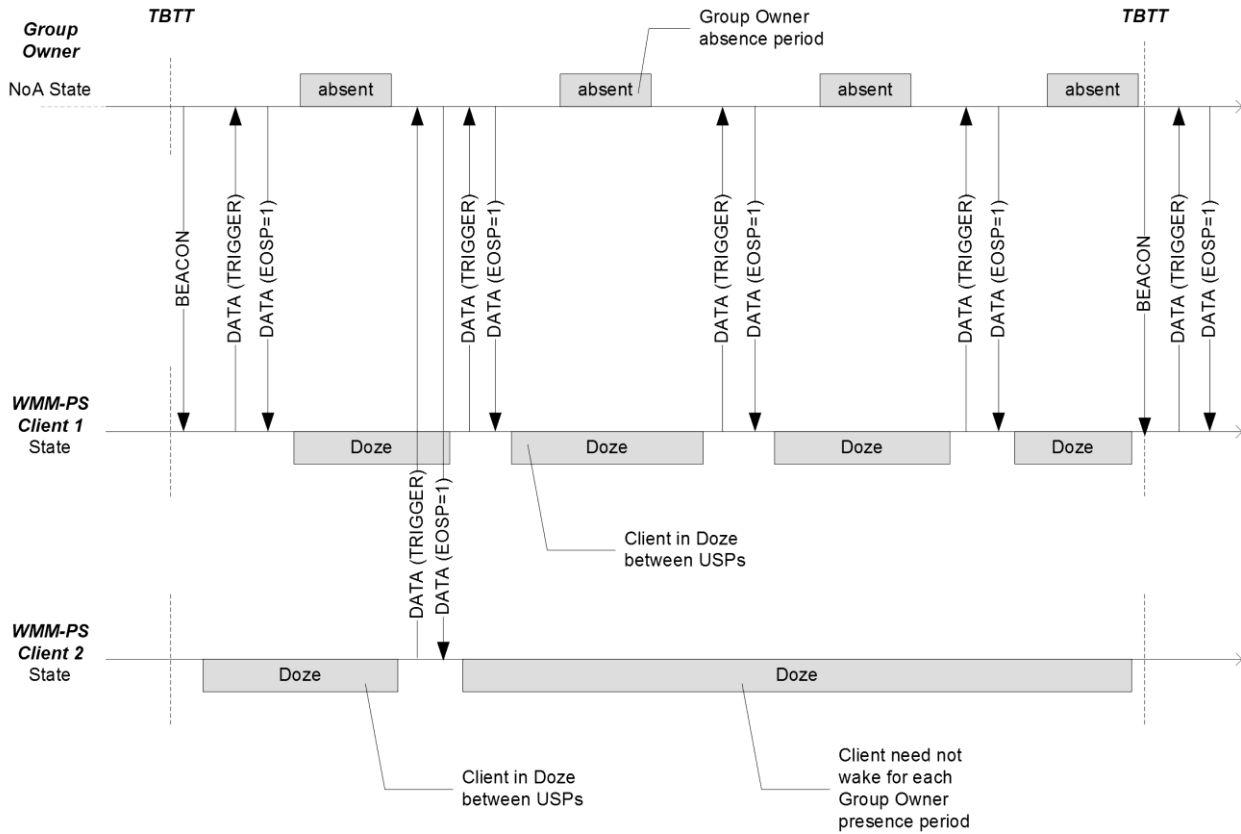 TBTT
TBTT
Group Owner
absence period
Group
Owner
NoA State
absent
absent
absent
absent
BEACON
DATA (TRIGGER)
DATA (EOSP=1)
DATA (TRIGGER)
DATA (EOSP=1)
DATA (TRIGGER)
DATA (EOSP=1)
DATA (TRIGGER)
DATA (EOSP=1)
BEACON
DATA (TRIGGER)
DATA (EOSP=1)
WMM-PS
Client 1
State
Doze
Doze
Doze
Doze
DATA (TRIGGER)
DATA (EOSP=1)
Client in Doze
between USPs
WMM-PS
Client 2
State
Doze
Doze
Client in Doze
between USPs
Client need not
wake for each
Group Owner
presence period